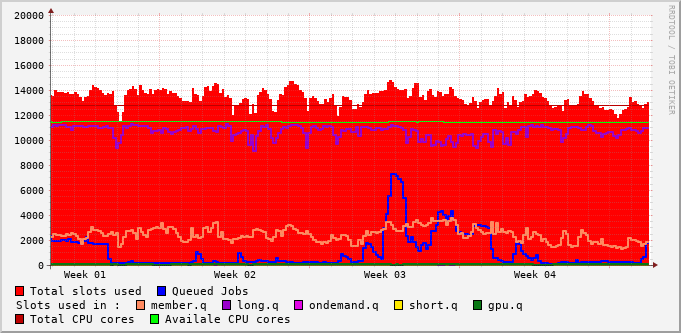 20000
18000
16000
14000
12000
10000
8000
6000
4000
2000
0
Week 01 Week 02 Week 03 Week 04
RRDTOOL / TOBI OETIKER
Total slots used Queued Jobs
Slots used in : member.q long.q ondemand.q short.q gpu.q
Total CPU cores Availale CPU cores